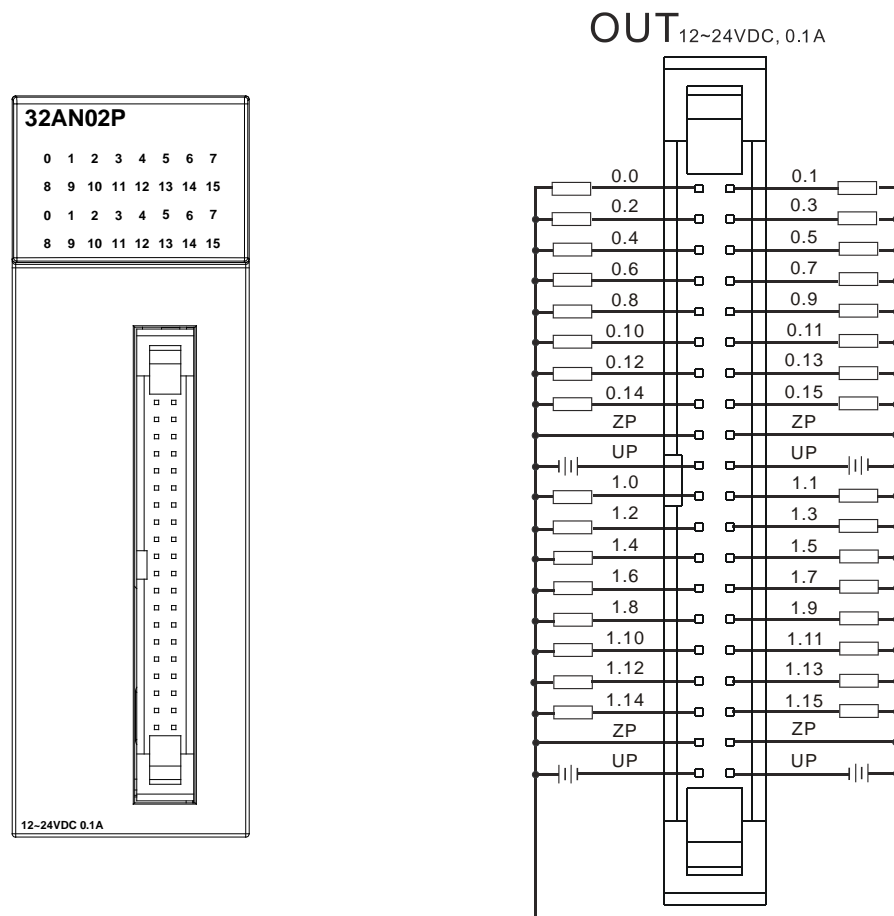 OUT 12~24VDC, 0.1A
32AN02P
0 1 2 3 4 5 6 7
8 9 10 11 12 13 14 15
0 1 2 3 4 5 6 7
8 9 10 11 12 13 14 15
12~24VDC 0.1A
0.0 0.1
0.2 0.3
0.4 0.5
0.6 0.7
0.8 0.9
0.10 0.11
0.12 0.13
0.14 0.15
ZP ZP
UP UP
1.0 1.1
1.2 1.3
1.4 1.5
1.6 1.7
1.8 1.9
1.10 1.11
1.12 1.13
1.14 1.15
ZP ZP
UP UP